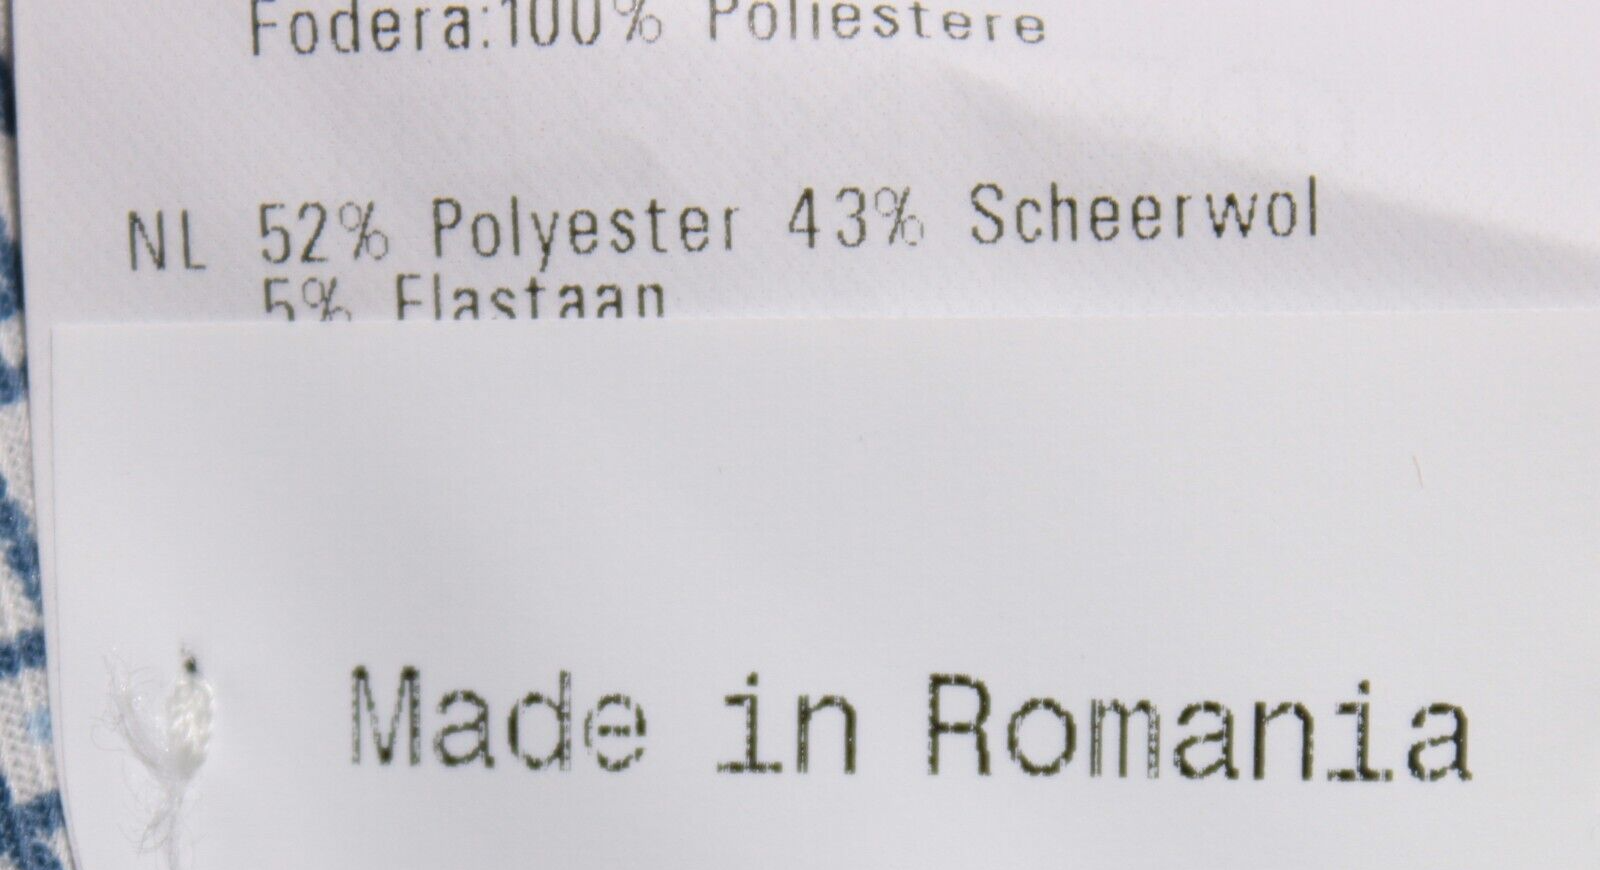 Fodera:100% Poliestere
NL 52% Polyester 43% Scheerwol
5% Elastaan
Made in Romania